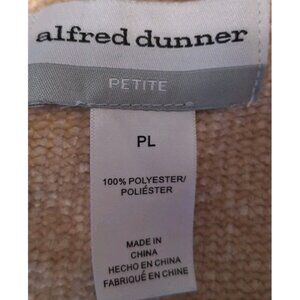 alfred dunner
PETITE
PL
100% POLYESTER/
POLIÉSTER
MADE IN
CHINA
HECHO EN CHINA
FABRIQUÉ EN CHINE